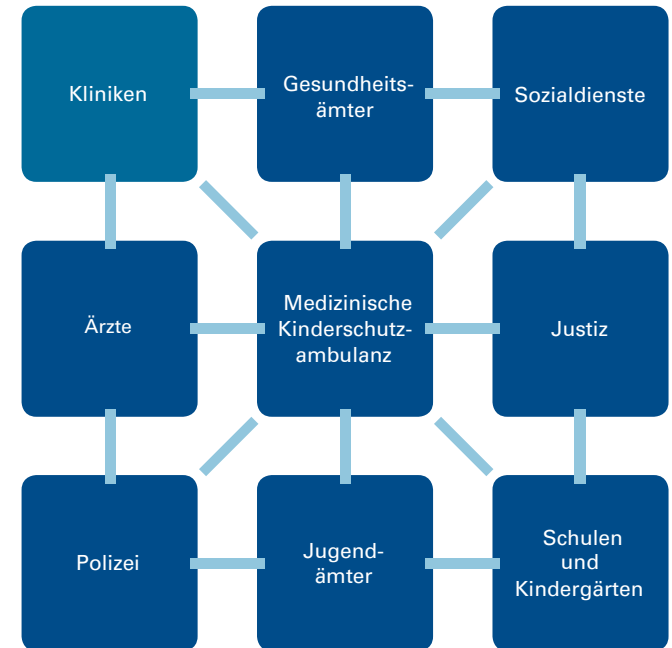 Kliniken
Gesundheits-
ämter
Sozialdienste
Ärzte
Medizinische
Kinderschutz-
ambulanz
Justiz
Polizei
Jugend-
ämter
Schulen
und
Kindergärten